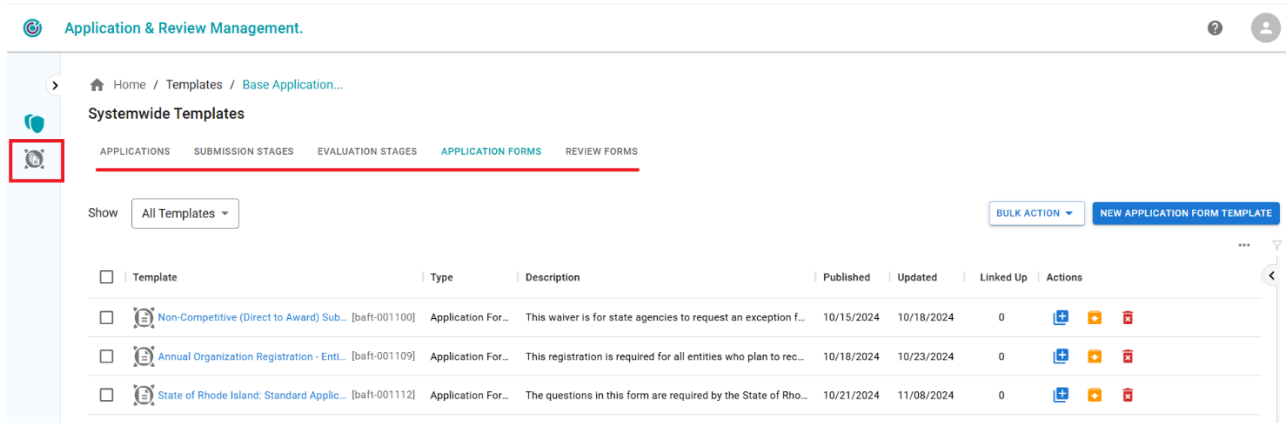 Application & Review Management.
Home / Templates / Base Application...
Systemwide Templates
APPLICATIONS SUBMISSION STAGES EVALUATION STAGES APPLICATION FORMS REVIEW FORMS
Show All Templates BULK ACTION NEW APPLICATION FORM TEMPLATE
Template Type Description Published Updated Linked Up Actions
Non-Competitive (Direct to Award) Sub... [baft-001100] Application For... This waiver is for state agencies to request an exception f... 10/15/2024 10/18/2024 0
Annual Organization Registration - Enti... [baft-001109] Application For... This registration is required for all entities who plan to rec... 10/18/2024 10/23/2024 0
State of Rhode Island: Standard Applic... [baft-001112] Application For... The questions in this form are required by the State of Rho... 10/21/2024 11/08/2024 0